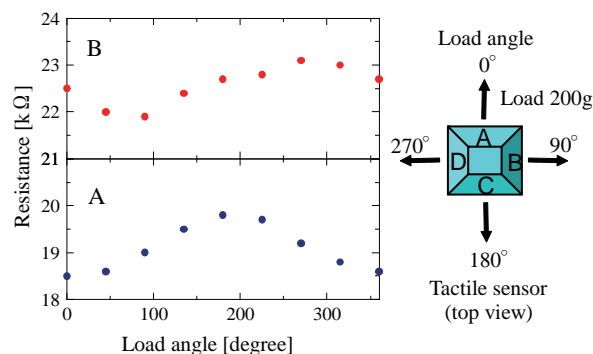 B
Resistance [kΩ]
24
23
22
21
A
20
19
18
0
100
200
300
Load angle [degree]
Load angle
0°
Load 200g
270°
A
D
B
C
90°
180°
Tactile sensor
(top view)